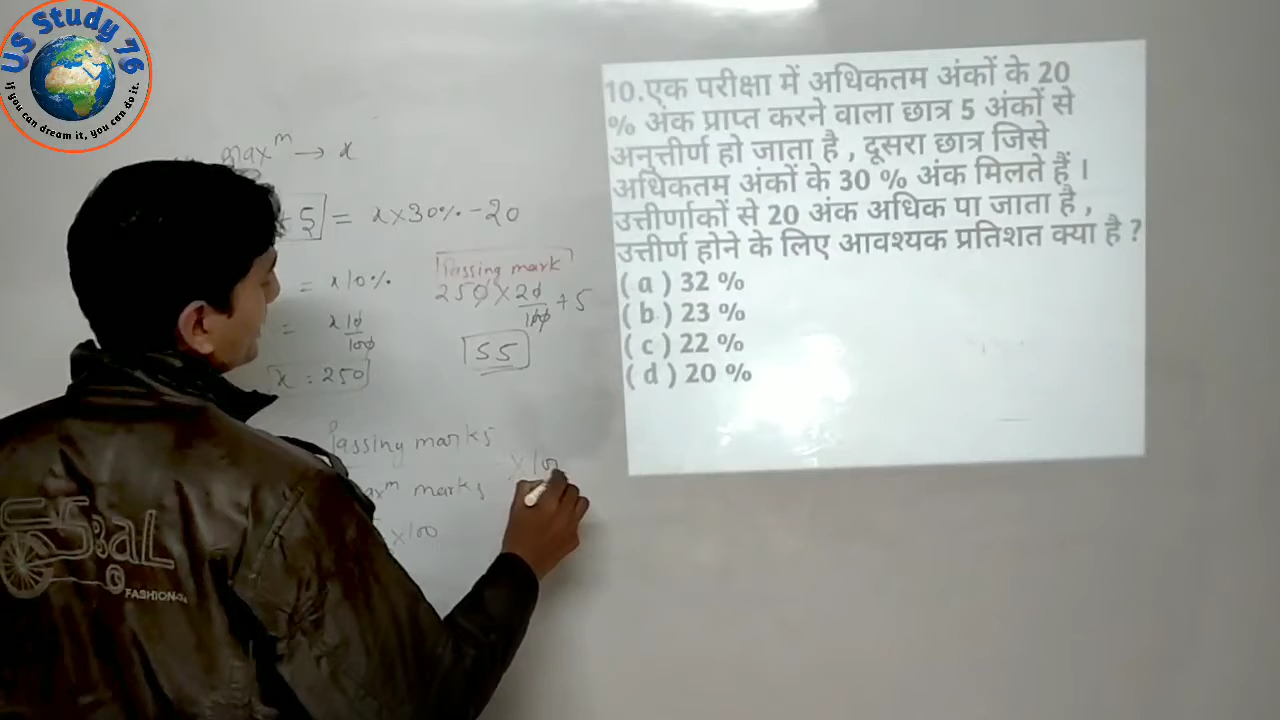 US Study 76
If you can dream it, you can do it.
max^m → x
+ 5 = x×30%-20
= x10%
= x 10/100
x = 250
Passing mark
250 × 20/100 + 5
55
Passing marks
max^m marks ×100
×100
SBaL
FASHION
10.एक परीक्षा में अधिकतम अंकों के 20
% अंक प्राप्त करने वाला छात्र 5 अंकों से
अनुत्तीर्ण हो जाता है , दूसरा छात्र जिसे
अधिकतम अंकों के 30 % अंक मिलते हैं ।
उत्तीर्णाकों से 20 अंक अधिक पा जाता है ,
उत्तीर्ण होने के लिए आवश्यक प्रतिशत क्या है ?
( a ) 32 %
( b ) 23 %
( c ) 22 %
( d ) 20 %